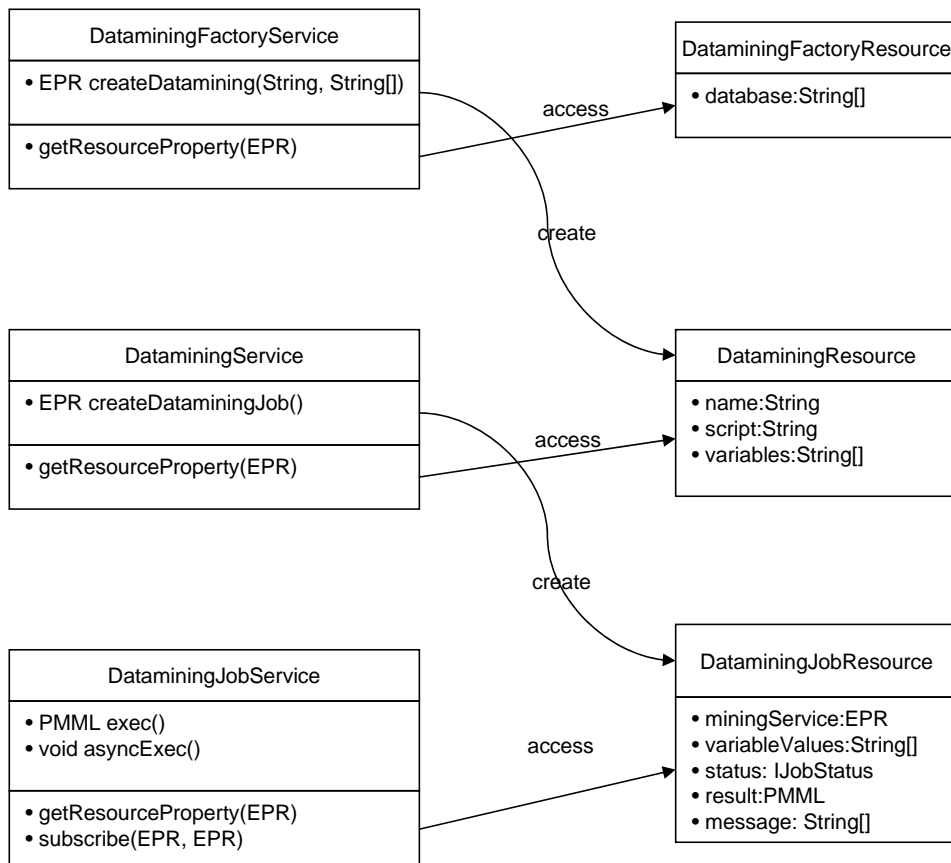 DataminingFactoryService
• EPR createDatamining(String, String[])
• getResourceProperty(EPR)
access
DataminingFactoryResource
• database:String[]
create
DataminingService
• EPR createDataminingJob()
• getResourceProperty(EPR)
access
DataminingResource
• name:String
• script:String
• variables:String[]
create
DataminingJobService
• PMML exec()
• void asyncExec()
• getResourceProperty(EPR)
• subscribe(EPR, EPR)
access
DataminingJobResource
• miningService:EPR
• variableValues:String[]
• status: IJobStatus
• result:PMML
• message: String[]